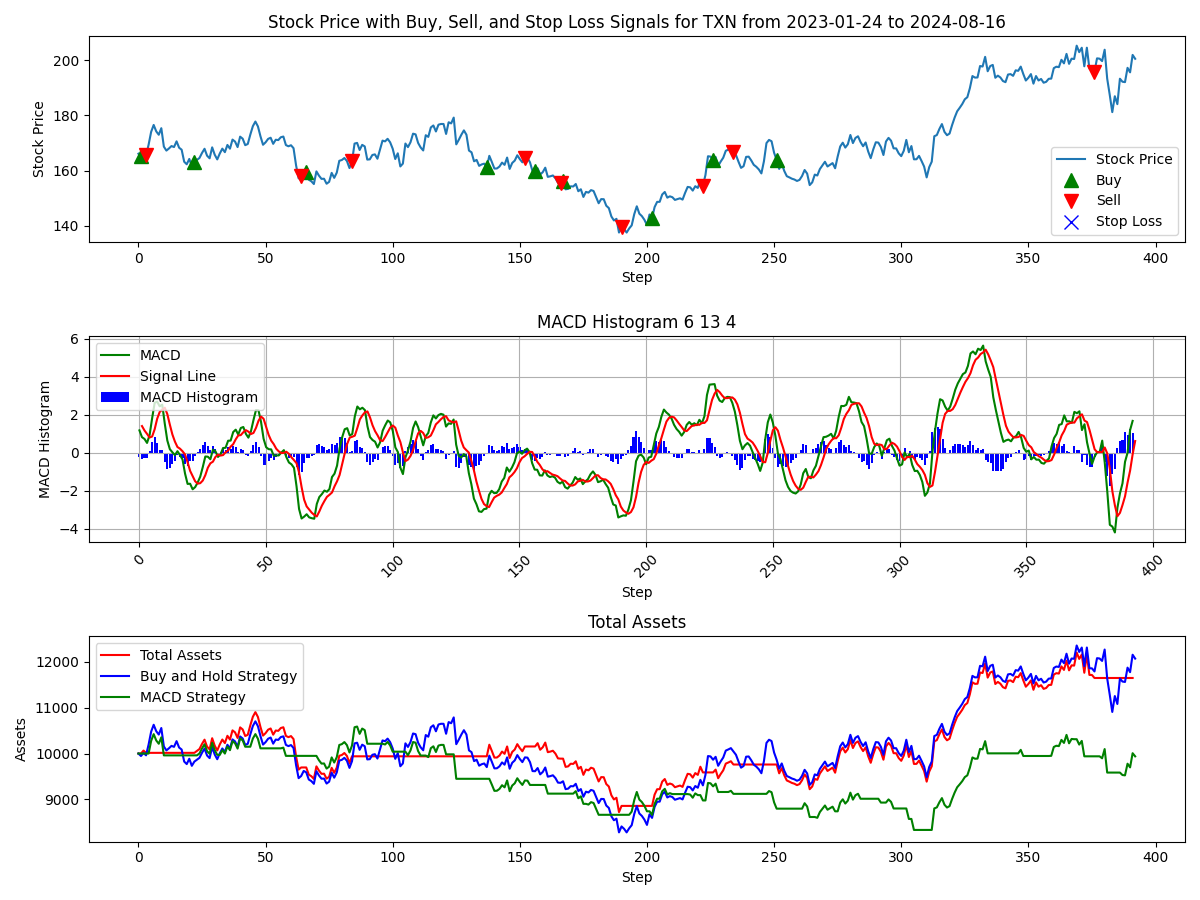 Stock Price with Buy, Sell, and Stop Loss Signals for TXN from 2023-01-24 to 2024-08-16
Stock Price
200
180
160
140
Stock Price
Buy
Sell
Stop Loss
0 50 100 150 200 250 300 350 400
Step
MACD Histogram 6 13 4
MACD Histogram
6
4
2
0
−2
−4
MACD
Signal Line
MACD Histogram
0 50 100 150 200 250 300 350 400
Step
Total Assets
Assets
12000
11000
10000
9000
Total Assets
Buy and Hold Strategy
MACD Strategy
0 50 100 150 200 250 300 350 400
Step